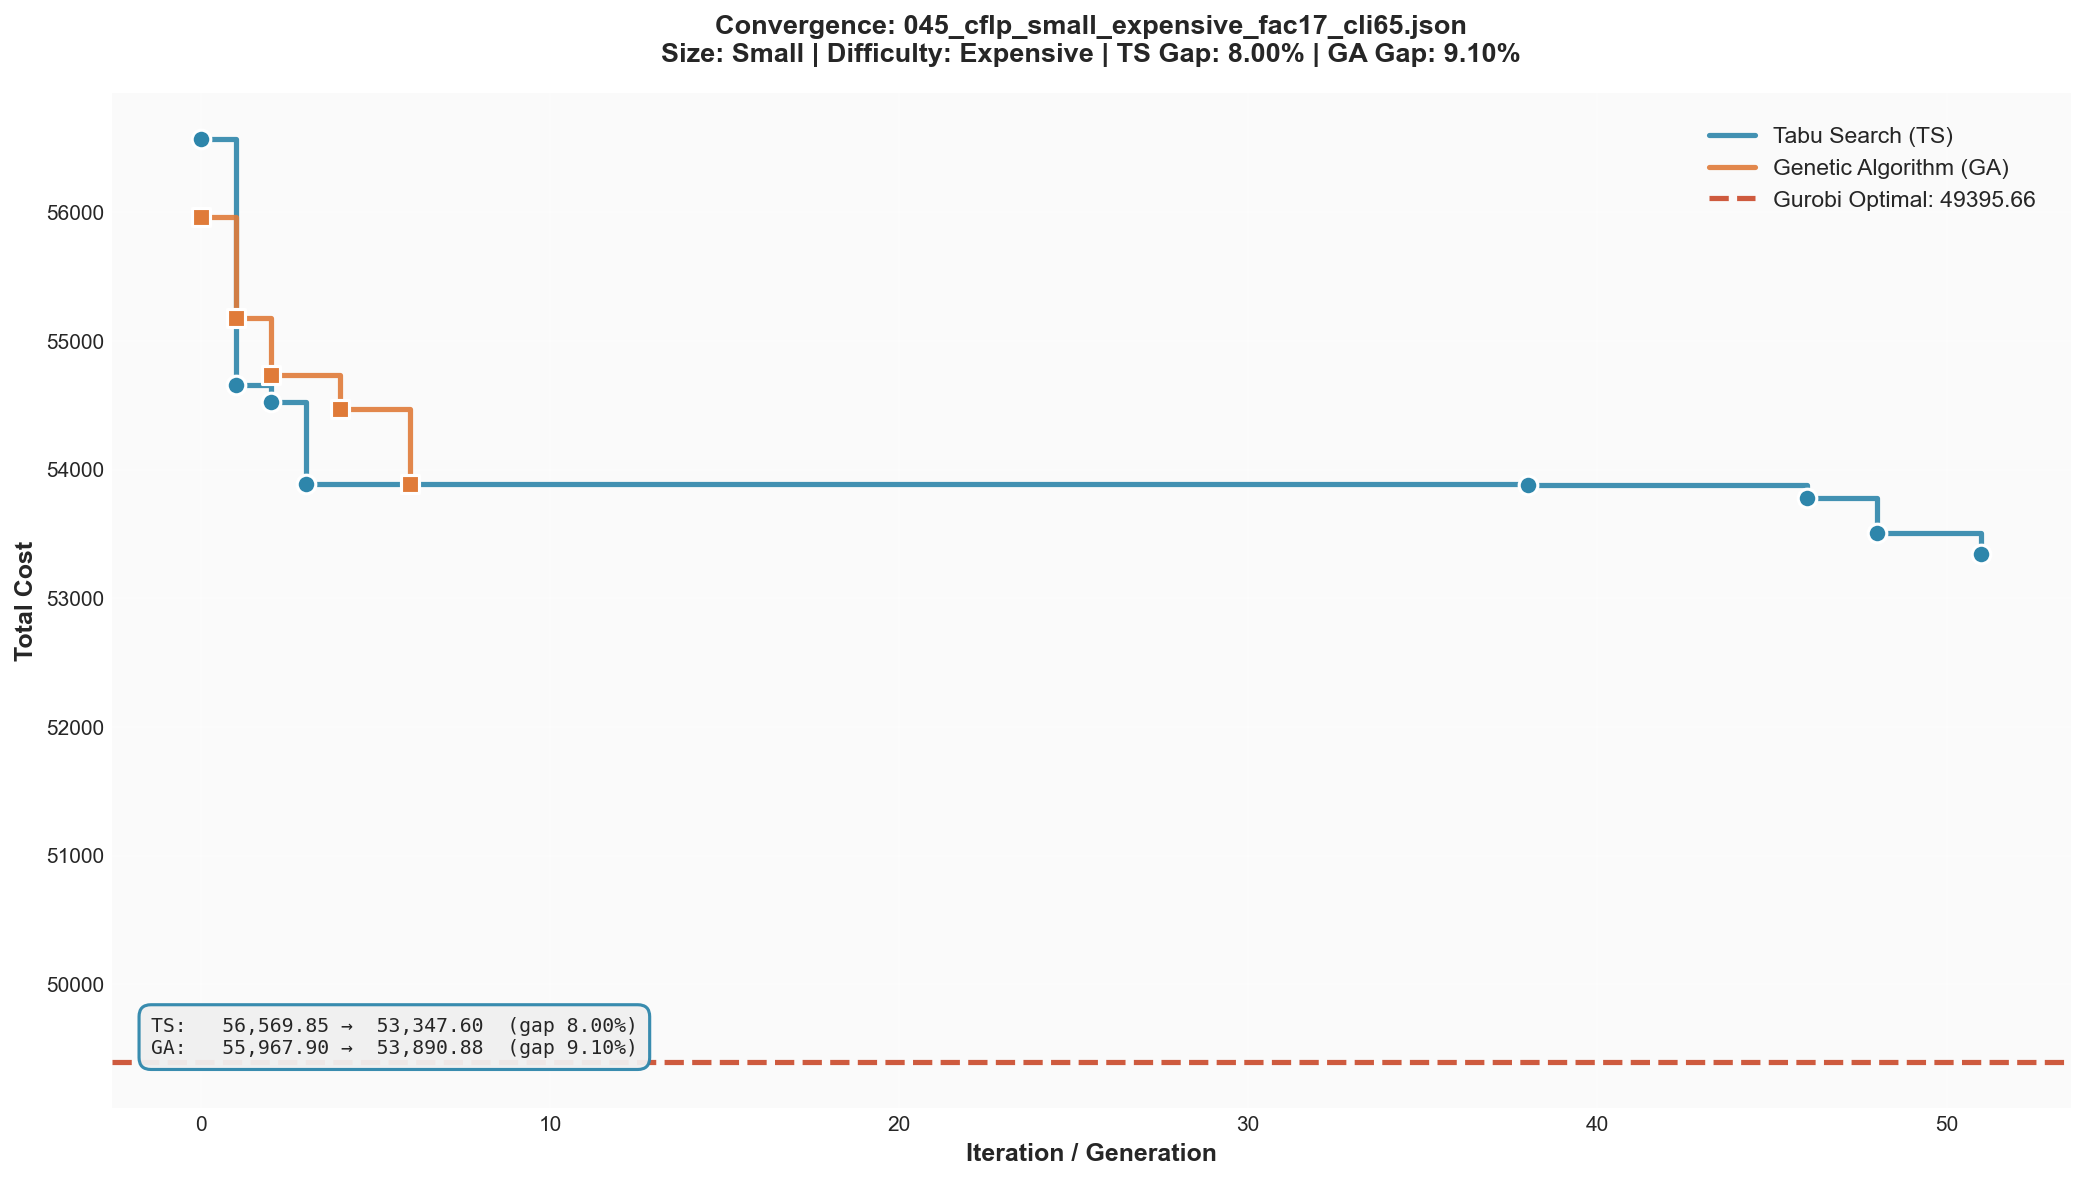 Convergence: 045_cflp_small_expensive_fac17_cli65.json
Size: Small | Difficulty: Expensive | TS Gap: 8.00% | GA Gap: 9.10%
Tabu Search (TS)
Genetic Algorithm (GA)
Gurobi Optimal: 49395.66
Total Cost
56000
55000
54000
53000
52000
51000
50000
TS: 56,569.85 → 53,347.60 (gap 8.00%)
GA: 55,967.90 → 53,890.88 (gap 9.10%)
0 10 20 30 40 50
Iteration / Generation